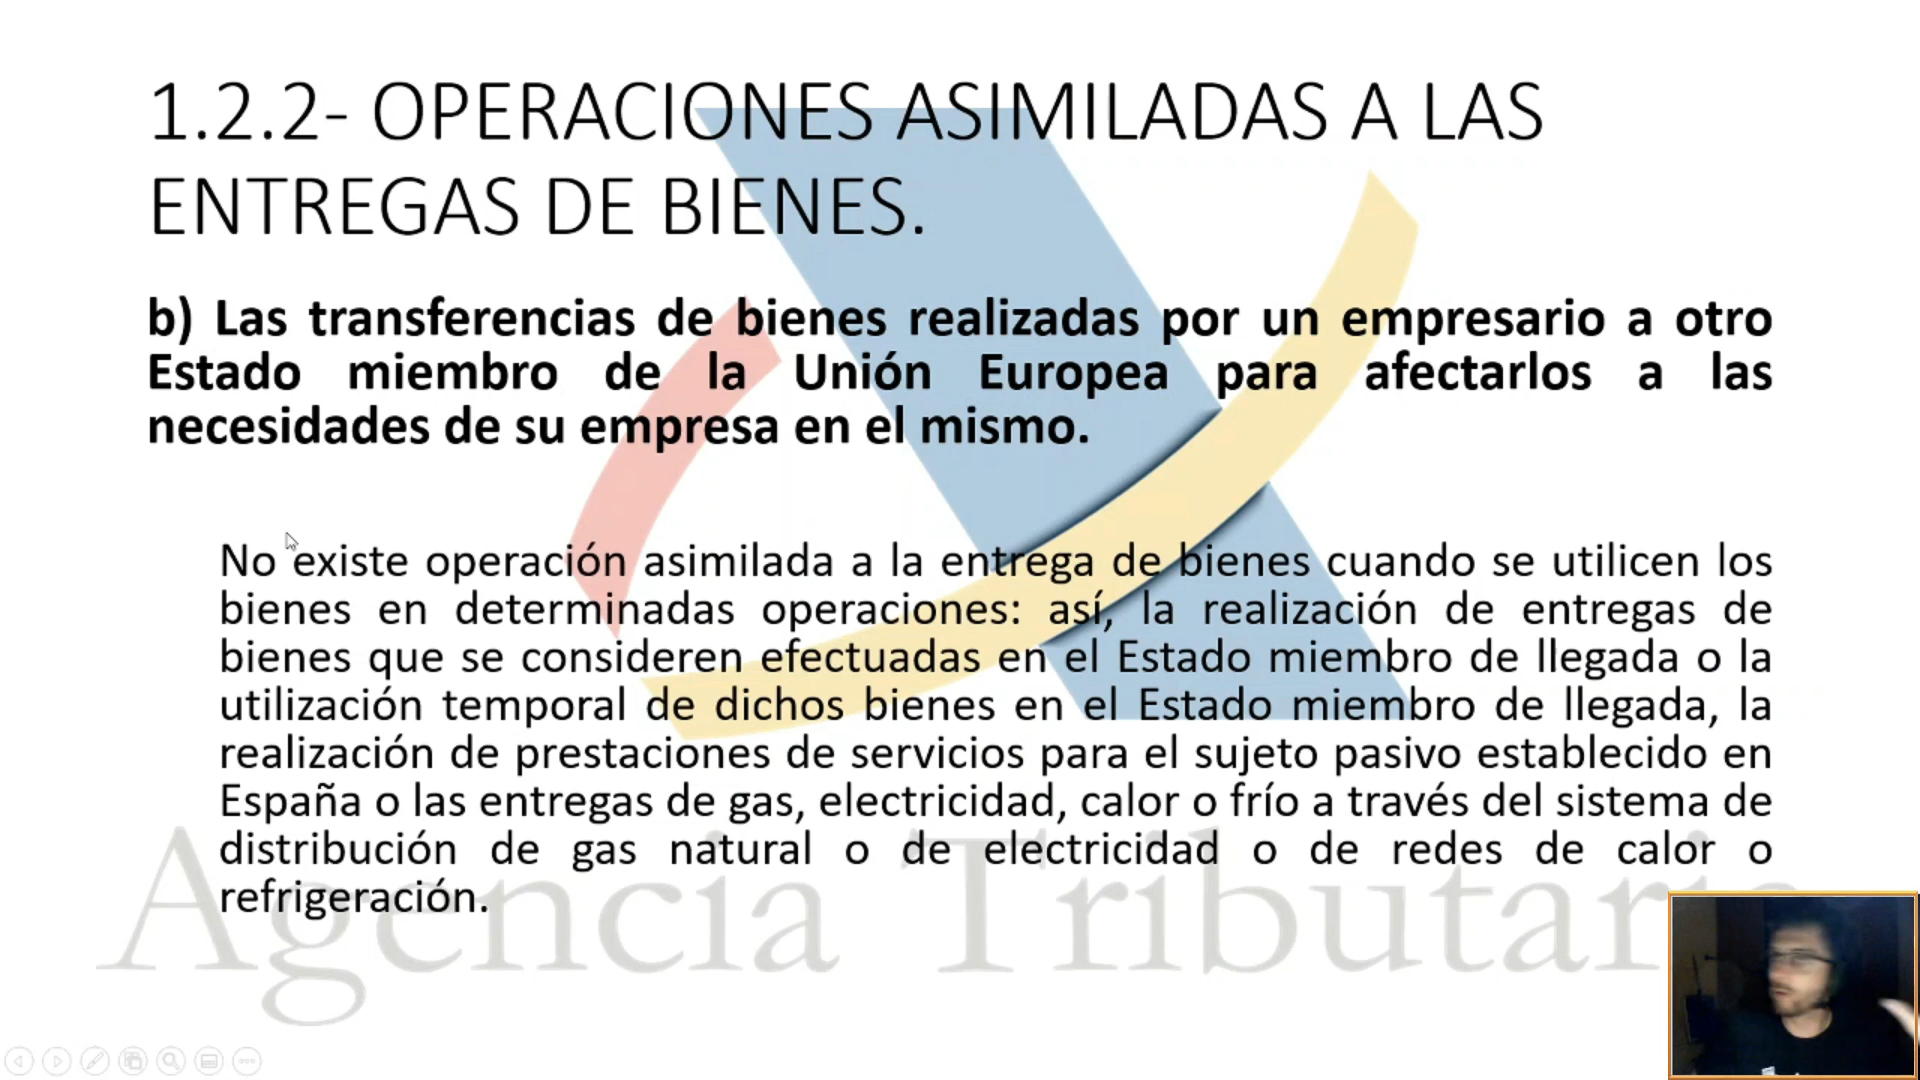 1.2.2- OPERACIONES ASIMILADAS A LAS
ENTREGAS DE BIENES.
b) Las transferencias de bienes realizadas por un empresario a otro
Estado miembro de la Unión Europea para afectarlos a las
necesidades de su empresa en el mismo.
No existe operación asimilada a la entrega de bienes cuando se utilicen los
bienes en determinadas operaciones: así, la realización de entregas de
bienes que se consideren efectuadas en el Estado miembro de llegada o la
utilización temporal de dichos bienes en el Estado miembro de llegada, la
realización de prestaciones de servicios para el sujeto pasivo establecido en
España o las entregas de gas, electricidad, calor o frío a través del sistema de
distribución de gas natural o de electricidad o de redes de calor o
refrigeración.
Agencia Tributaria